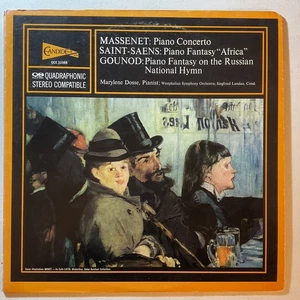 CANDIDE
QUADRAPHONIC
STEREO COMPATIBLE
MASSENET: Piano Concerto
SAINT-SAENS: Piano Fantasy "Africa"
GOUNOD: Piano Fantasy on the Russian
National Hymn
Marylene Dosse, Pianist; Westphalian Symphony Orchestra, Siegfried Landau, Cond.